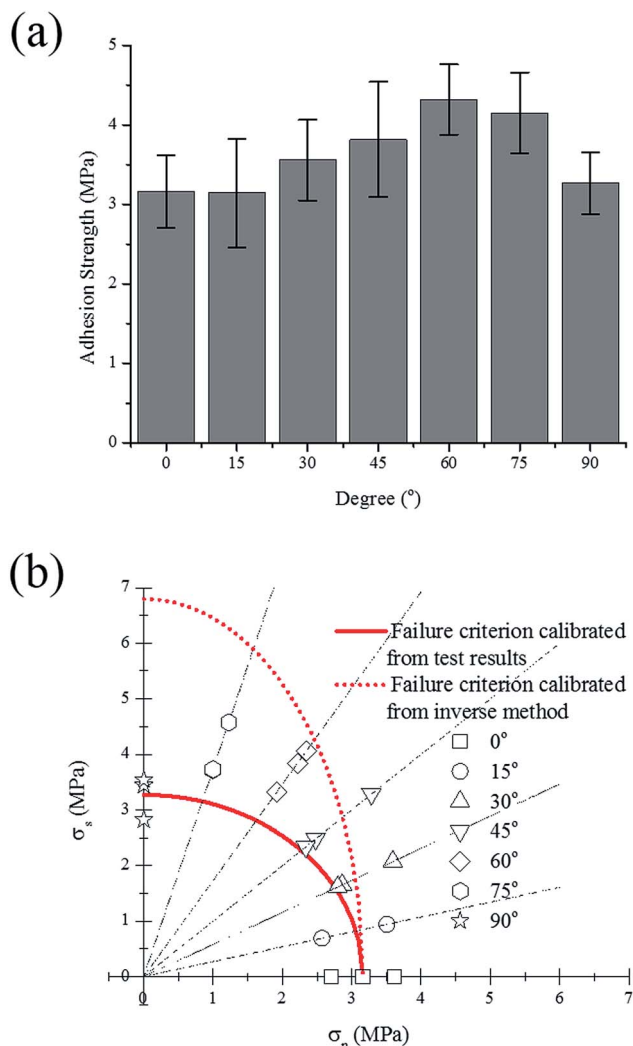 (a)
5
4
3
2
1
0
Adhesion Strength (MPa)
0 15 30 45 60 75 90
Degree (°)
(b)
7
6
5
4
3
2
1
0
σs (MPa)
Failure criterion calibrated
from test results
Failure criterion calibrated
from inverse method
0°
15°
30°
45°
60°
75°
90°
0 1 2 3 4 5 6 7
σn (MPa)